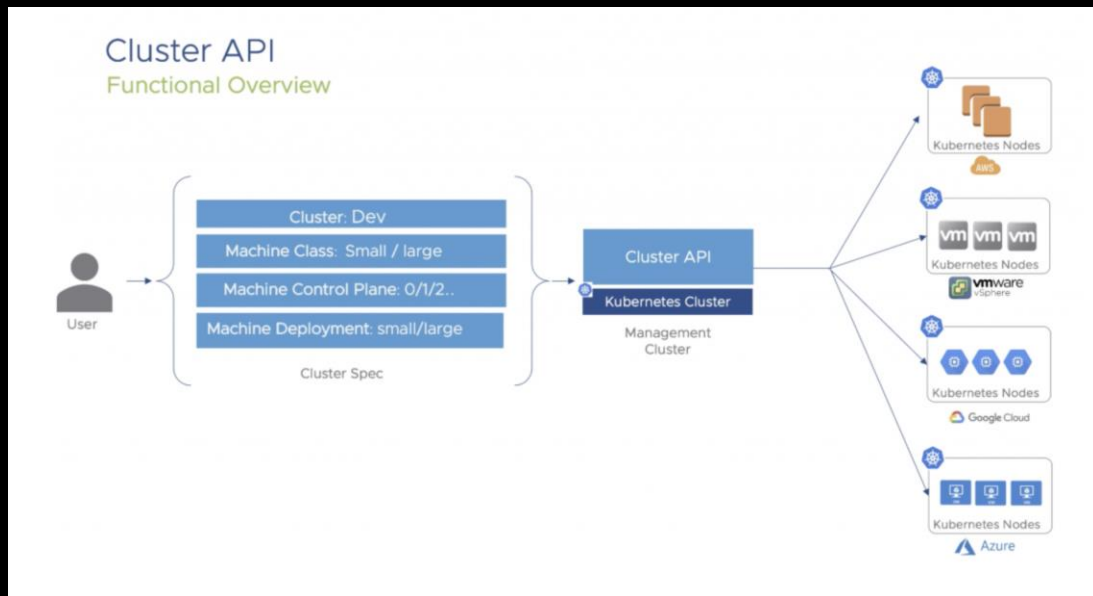 Cluster API
Functional Overview
User
Cluster: Dev
Machine Class: Small / large
Machine Control Plane: 0/1/2..
Machine Deployment: small/large
Cluster Spec
Cluster API
Kubernetes Cluster
Management
Cluster
Kubernetes Nodes
AWS
vm vm vm
Kubernetes Nodes
vmware
vSphere
Kubernetes Nodes
Google Cloud
Kubernetes Nodes
Azure